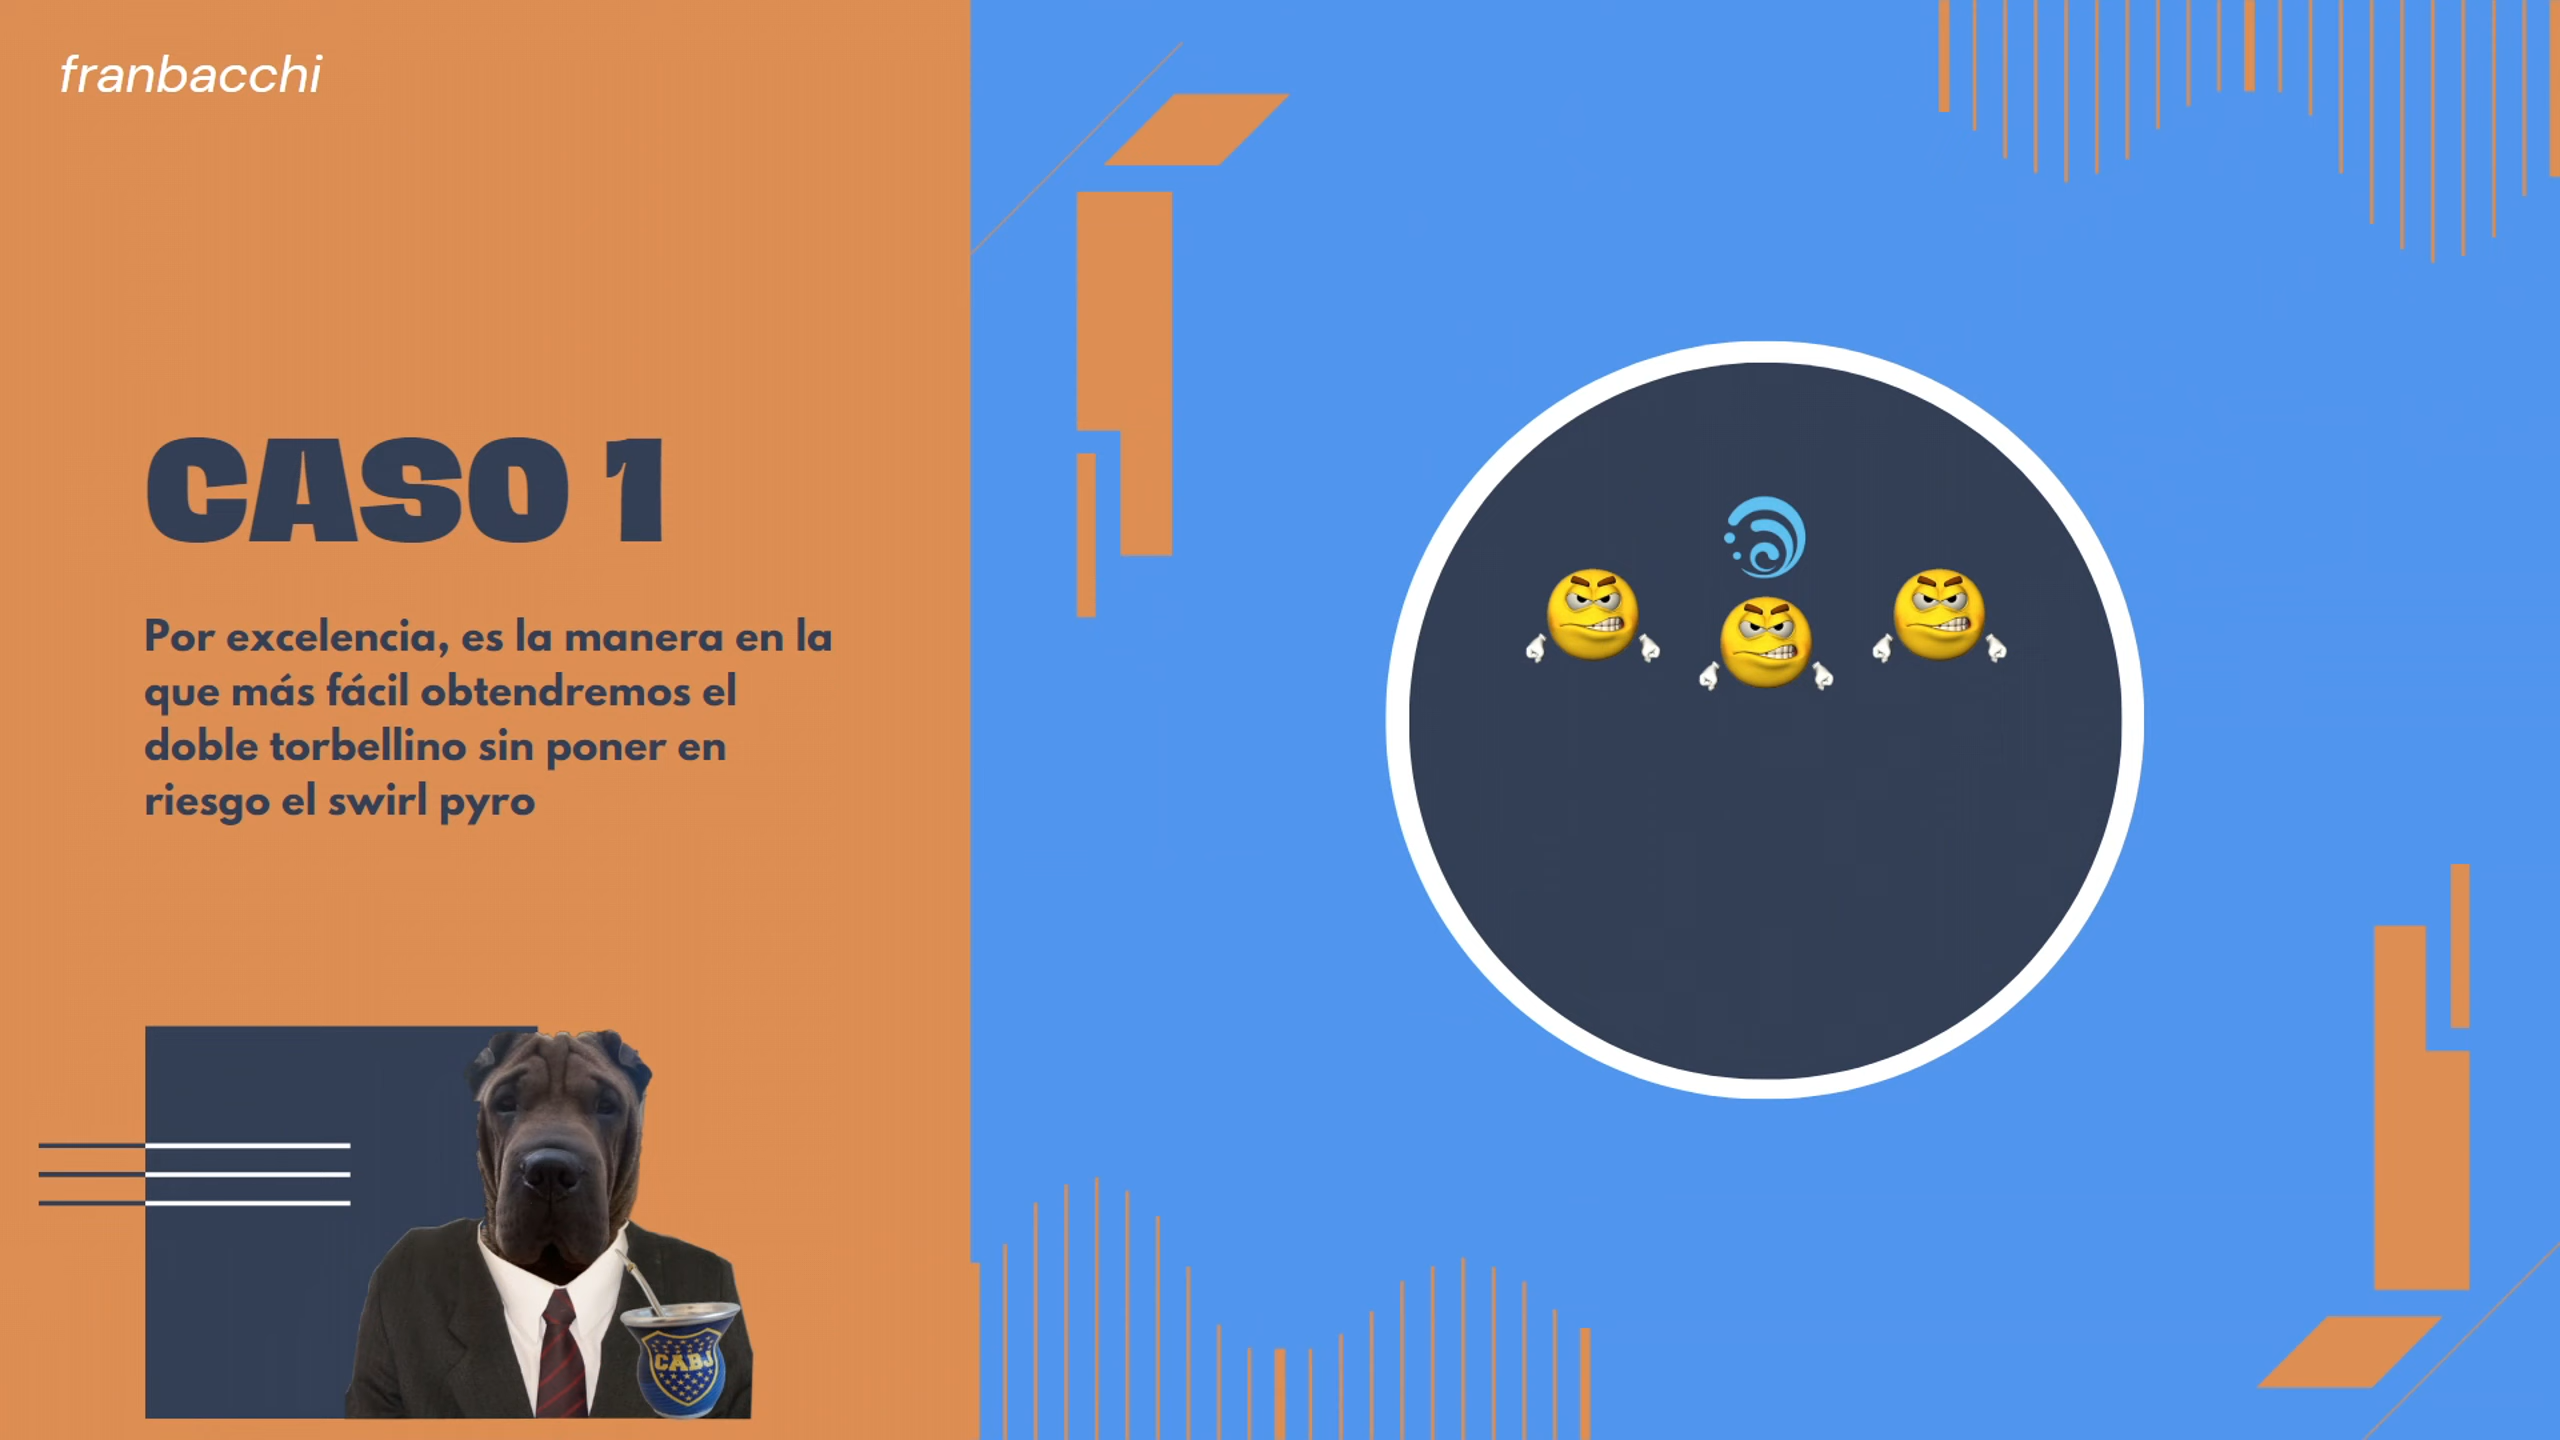 franbacchi
CASO 1
Por excelencia, es la manera en la
que más fácil obtendremos el
doble torbellino sin poner en
riesgo el swirl pyro
CABJ